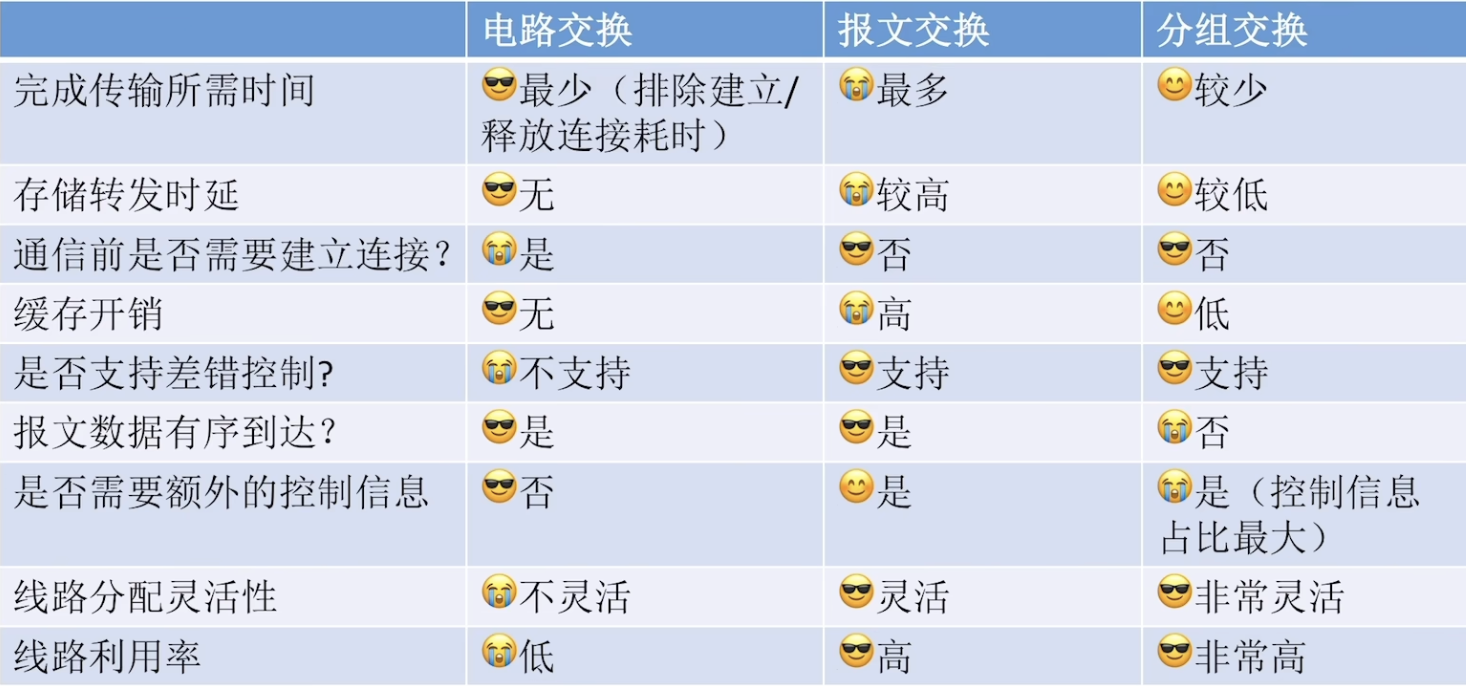 电路交换 报文交换 分组交换
完成传输所需时间 😎最少（排除建立/ 😭最多 😊较少
释放连接耗时）
存储转发时延 😎无 😭较高 😊较低
通信前是否需要建立连接？ 😭是 😎否 😎否
缓存开销 😎无 😭高 😊低
是否支持差错控制? 😭不支持 😎支持 😎支持
报文数据有序到达？ 😎是 😎是 😭否
是否需要额外的控制信息 😎否 😊是 😭是（控制信息
占比最大）
线路分配灵活性 😭不灵活 😎灵活 😎非常灵活
线路利用率 😭低 😎高 😎非常高